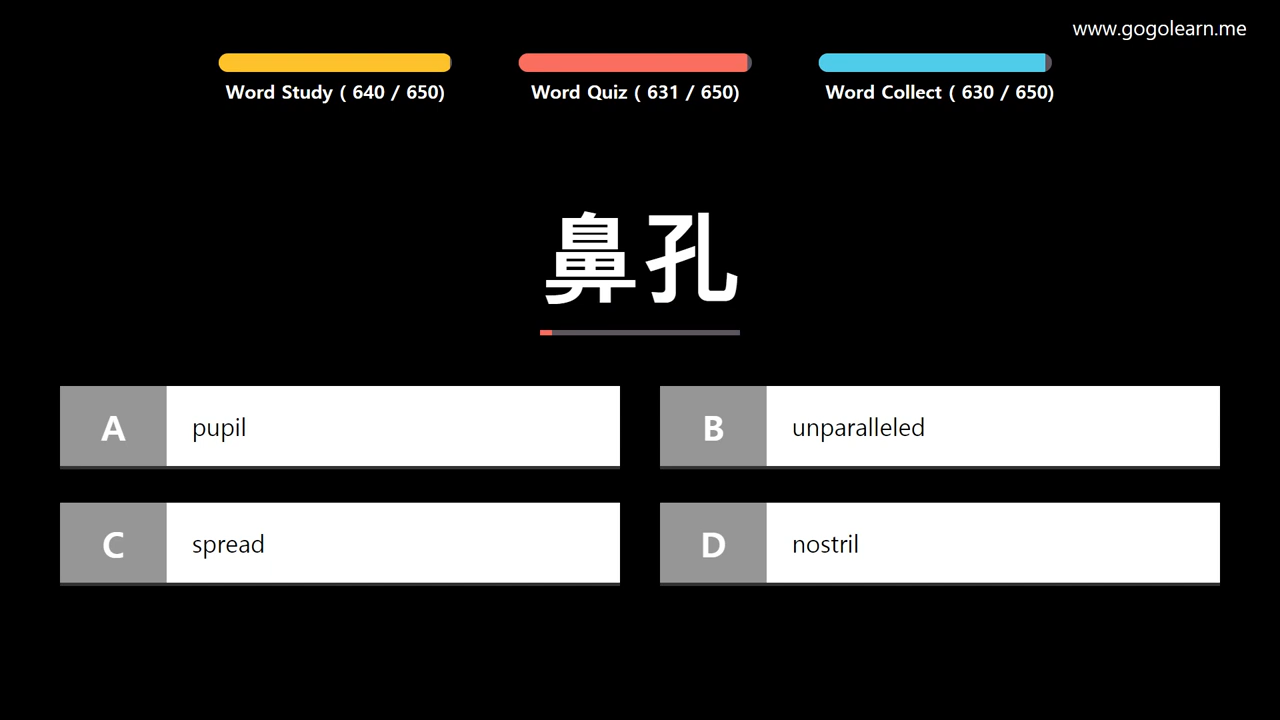 www.gogolearn.me
Word Study ( 640 / 650)
Word Quiz ( 631 / 650)
Word Collect ( 630 / 650)
鼻孔
A pupil
B unparalleled
C spread
D nostril